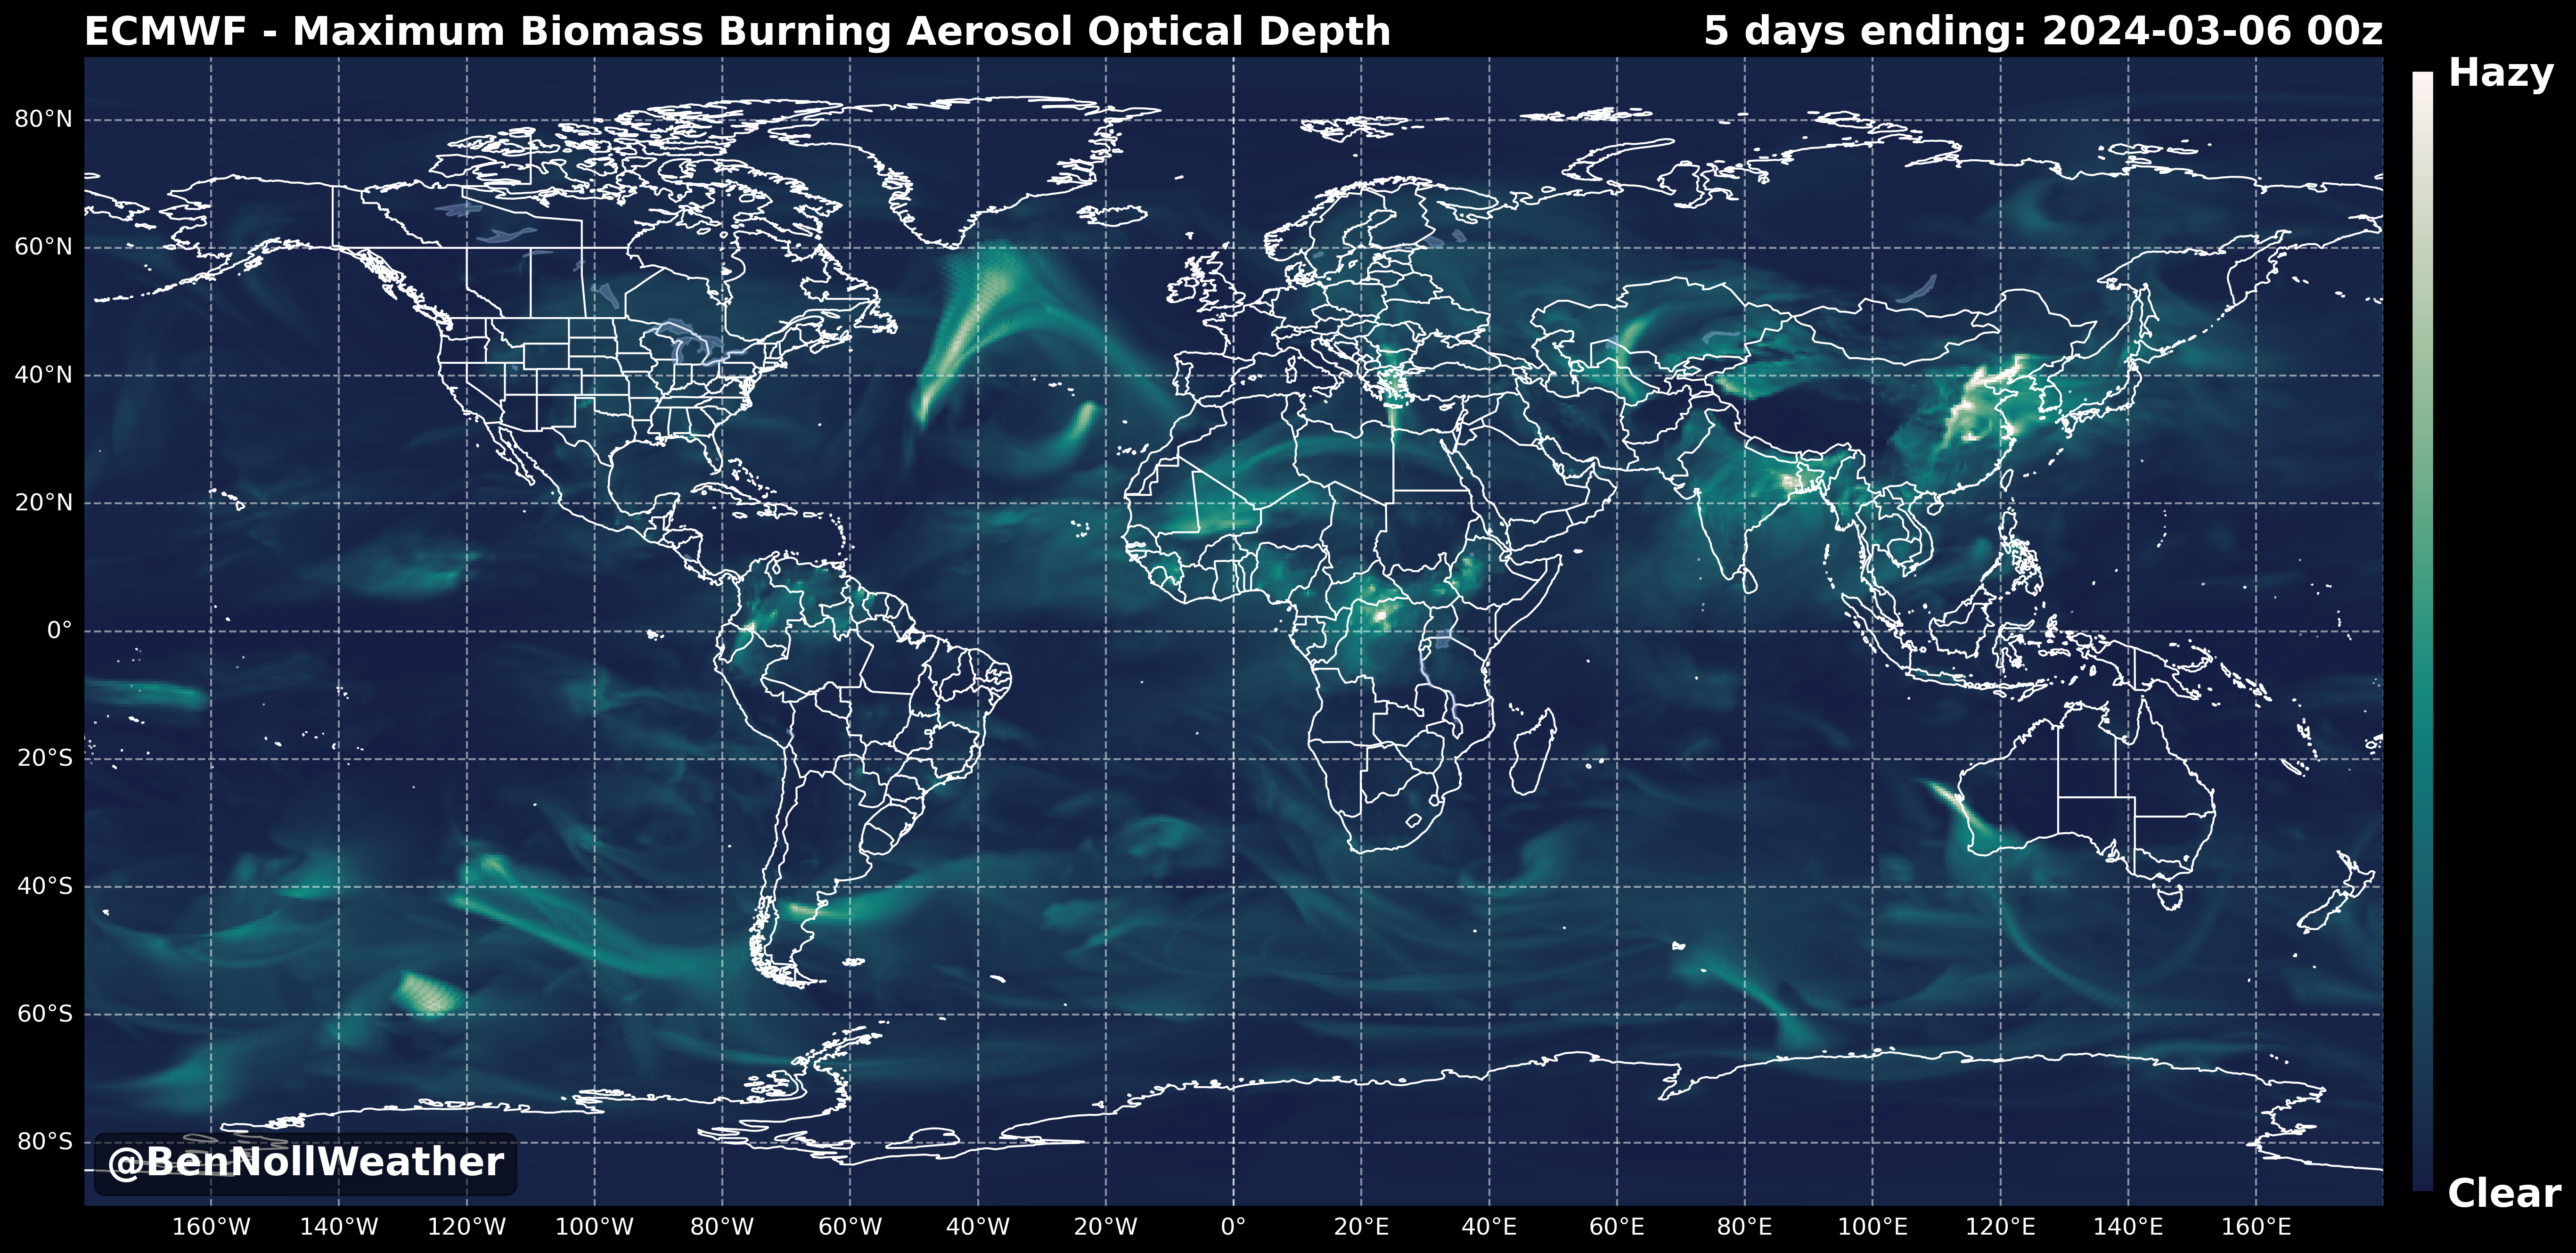 ECMWF - Maximum Biomass Burning Aerosol Optical Depth
5 days ending: 2024-03-06 00z
Hazy
80°N
60°N
40°N
20°N
0°
20°S
40°S
60°S
80°S
@BenNollWeather
Clear
160°W 140°W 120°W 100°W 80°W 60°W 40°W 20°W 0° 20°E 40°E 60°E 80°E 100°E 120°E 140°E 160°E